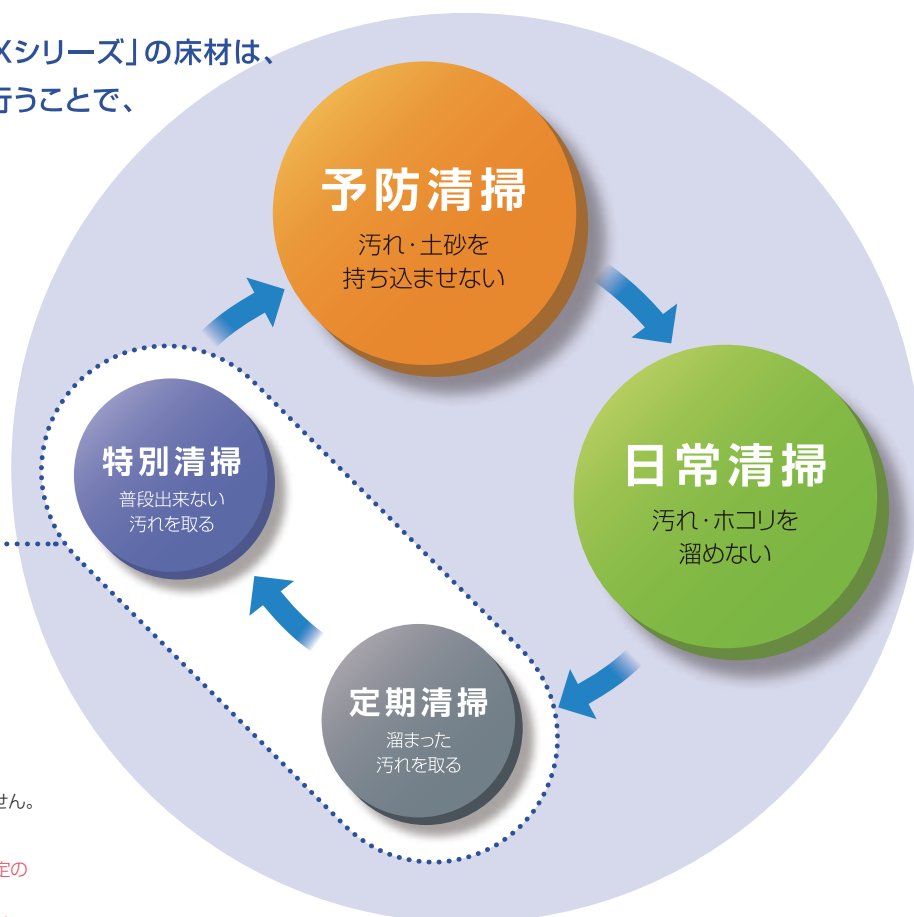 Xシリーズ」の床材は、
行うことで、
予防清掃
汚れ・土砂を
持ち込ませない
日常清掃
汚れ・ホコリを
溜めない
特別清掃
普段出来ない
汚れを取る
定期清掃
溜まった
汚れを取る
せん。
定の